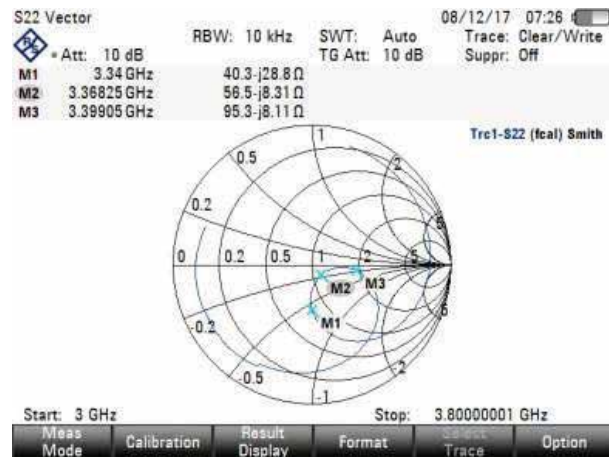 S22 Vector 08/12/17 07:26
RBW: 10 kHz SWT: Auto Trace: Clear/Write
Att: 10 dB TG Att: 10 dB Suppr: Off
M1 3.34 GHz 40.3-j28.8 Ω
M2 3.36825 GHz 56.5-j8.31 Ω
M3 3.39905 GHz 95.3-j8.11 Ω
Trc1-S22 (fcal) Smith
1
0.5 2
0.2 5
0 0.2 0.5 1 2 5
M2 M3
M1
-0.2 -5
-0.5 -2
-1
Start: 3 GHz Stop: 3.80000001 GHz
Meas Mode Calibration Result Display Format Select Trace Option